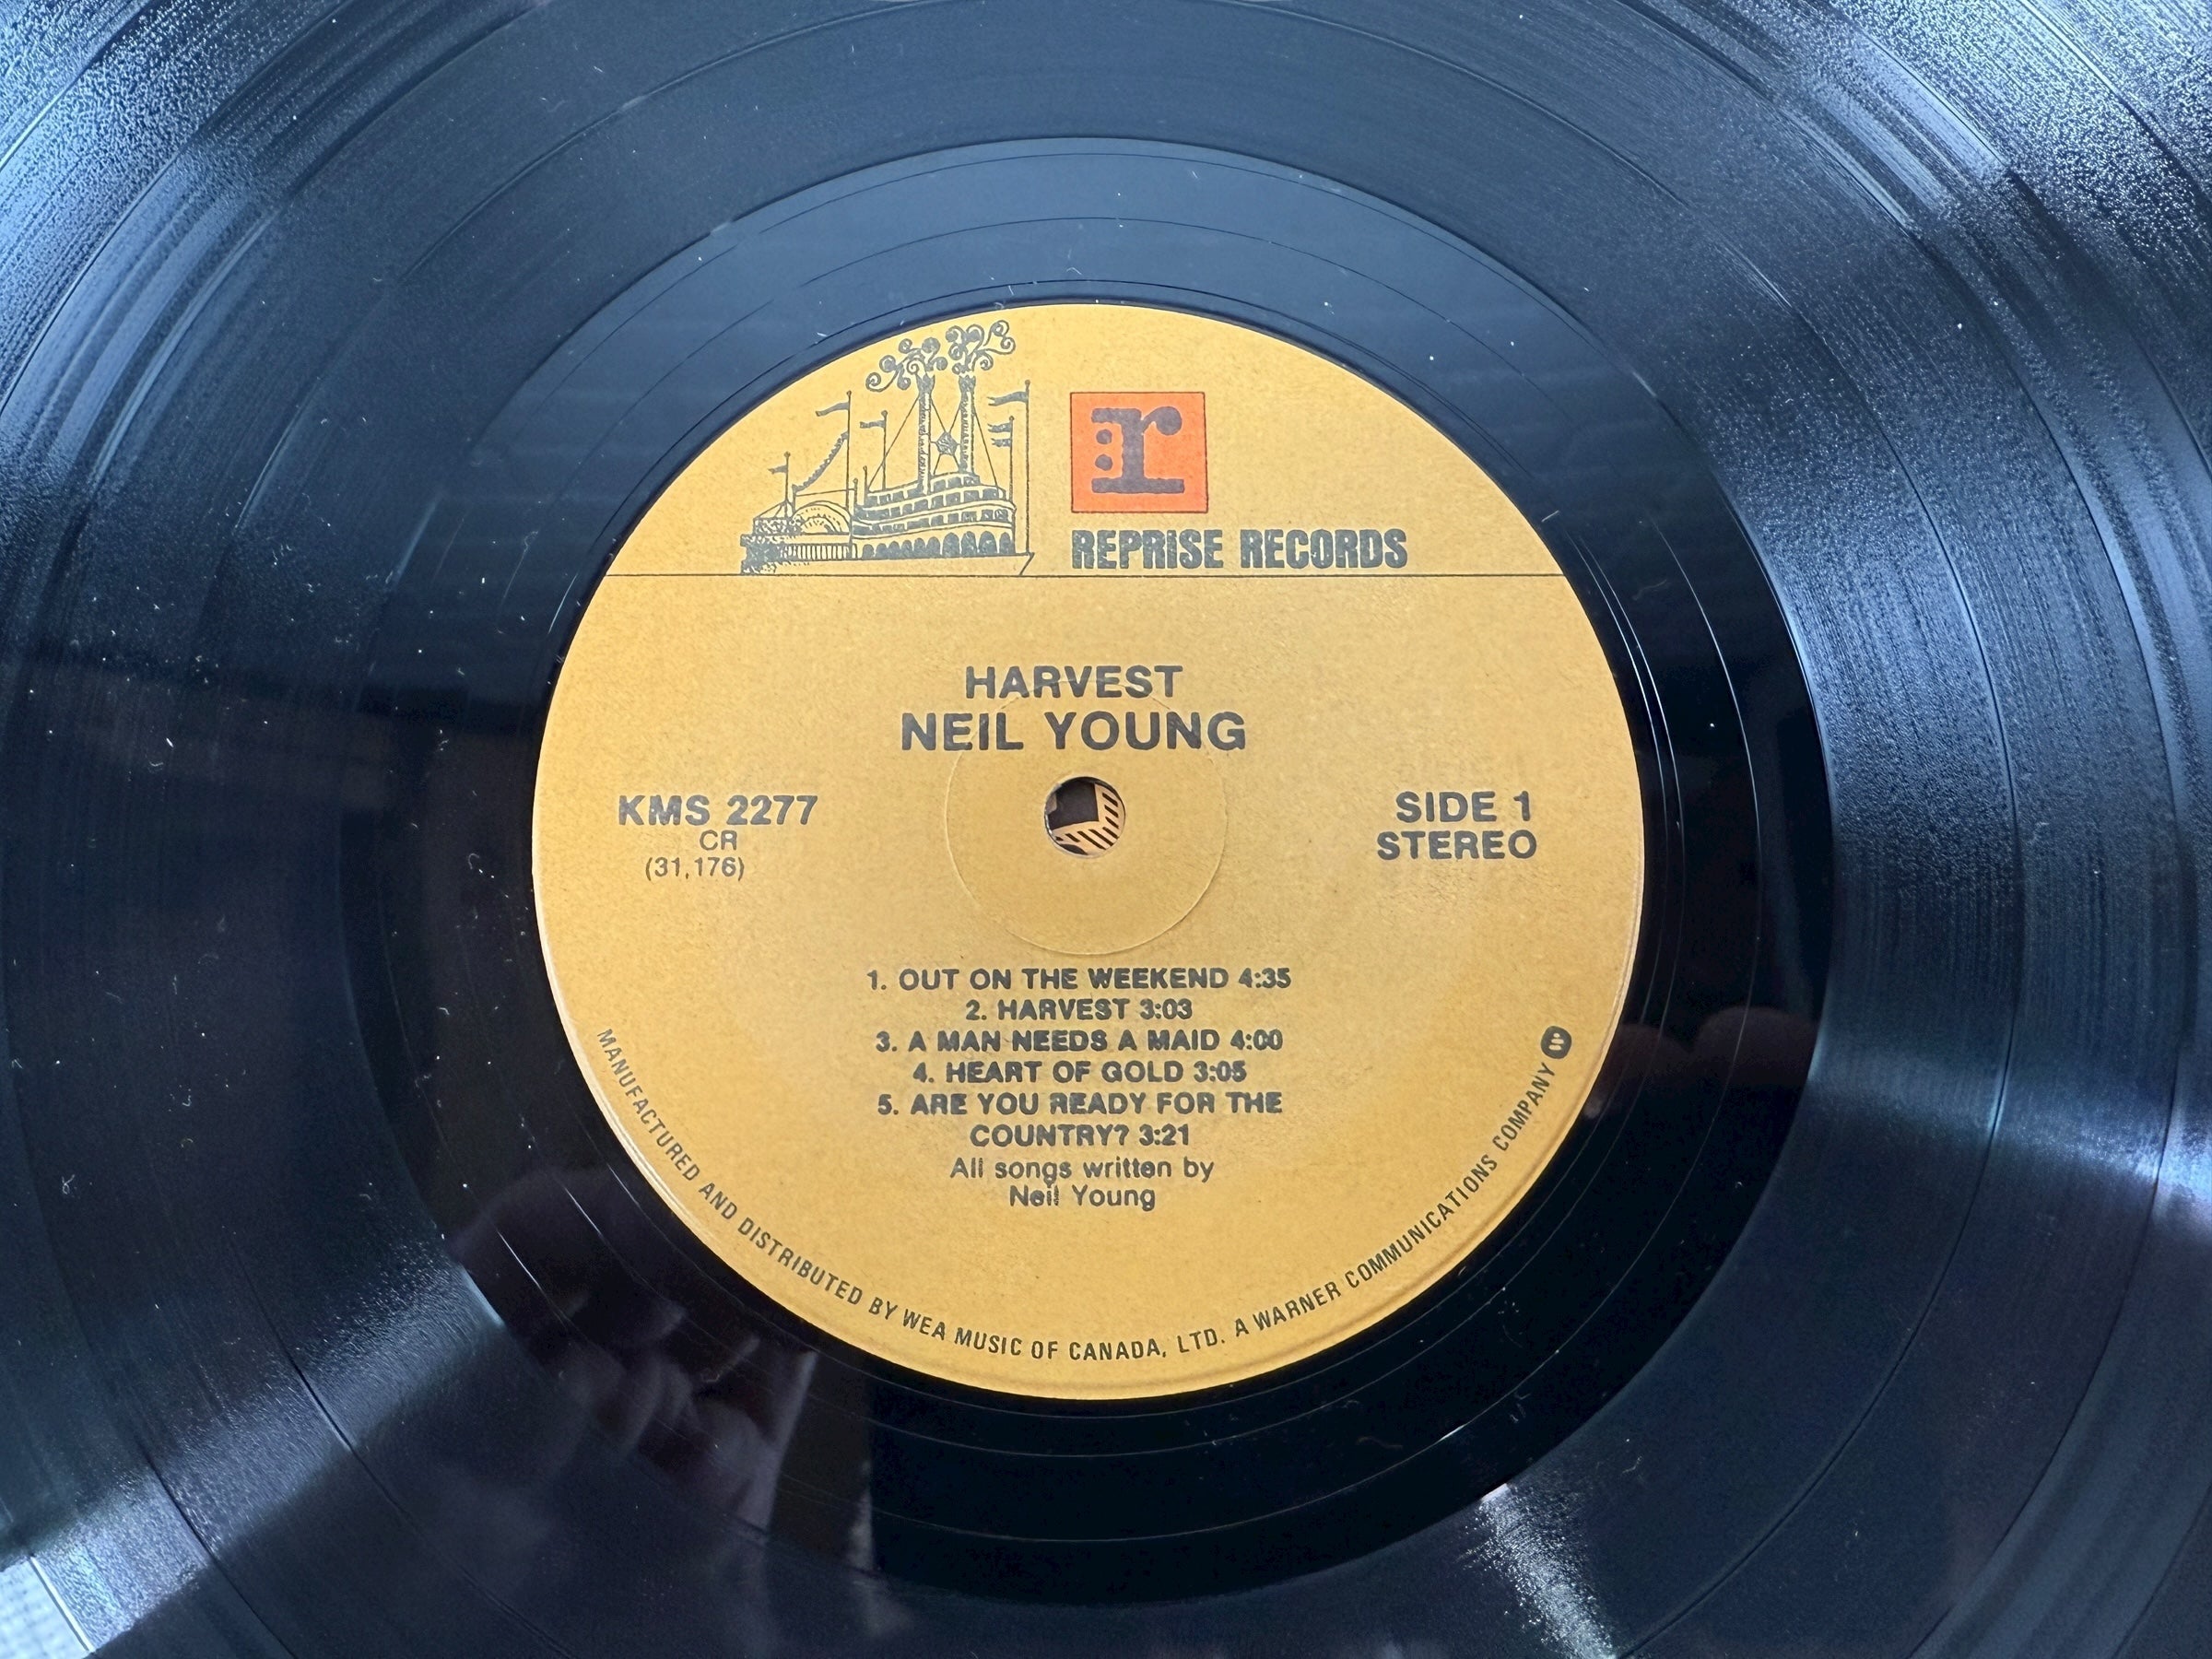 r
REPRISE RECORDS
HARVEST
NEIL YOUNG
KMS 2277
CR
(31,176)
SIDE 1
STEREO
1. OUT ON THE WEEKEND 4:35
2. HARVEST 3:03
3. A MAN NEEDS A MAID 4:00
4. HEART OF GOLD 3:05
5. ARE YOU READY FOR THE
COUNTRY? 3:21
All songs written by
Neil Young
MANUFACTURED AND DISTRIBUTED BY WEA MUSIC OF CANADA, LTD. A WARNER COMMUNICATIONS COMPANY